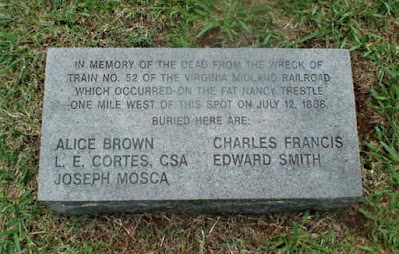 IN MEMORY OF THE DEAD FROM THE WRECK OF
TRAIN NO. 52 OF THE VIRGINIA MIDLAND RAILROAD
WHICH OCCURRED ON THE FAT NANCY TRESTLE
ONE MILE WEST OF THIS SPOT ON JULY 12, 1888.
BURIED HERE ARE:
ALICE BROWN CHARLES FRANCIS
L. E. CORTES, CSA EDWARD SMITH
JOSEPH MOSCA